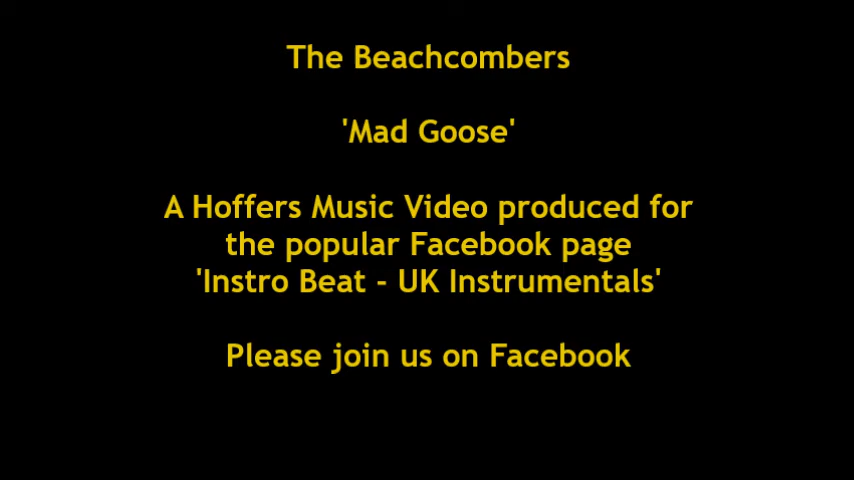 The Beachcombers
'Mad Goose'
A Hoffers Music Video produced for
the popular Facebook page
'Instro Beat - UK Instrumentals'
Please join us on Facebook